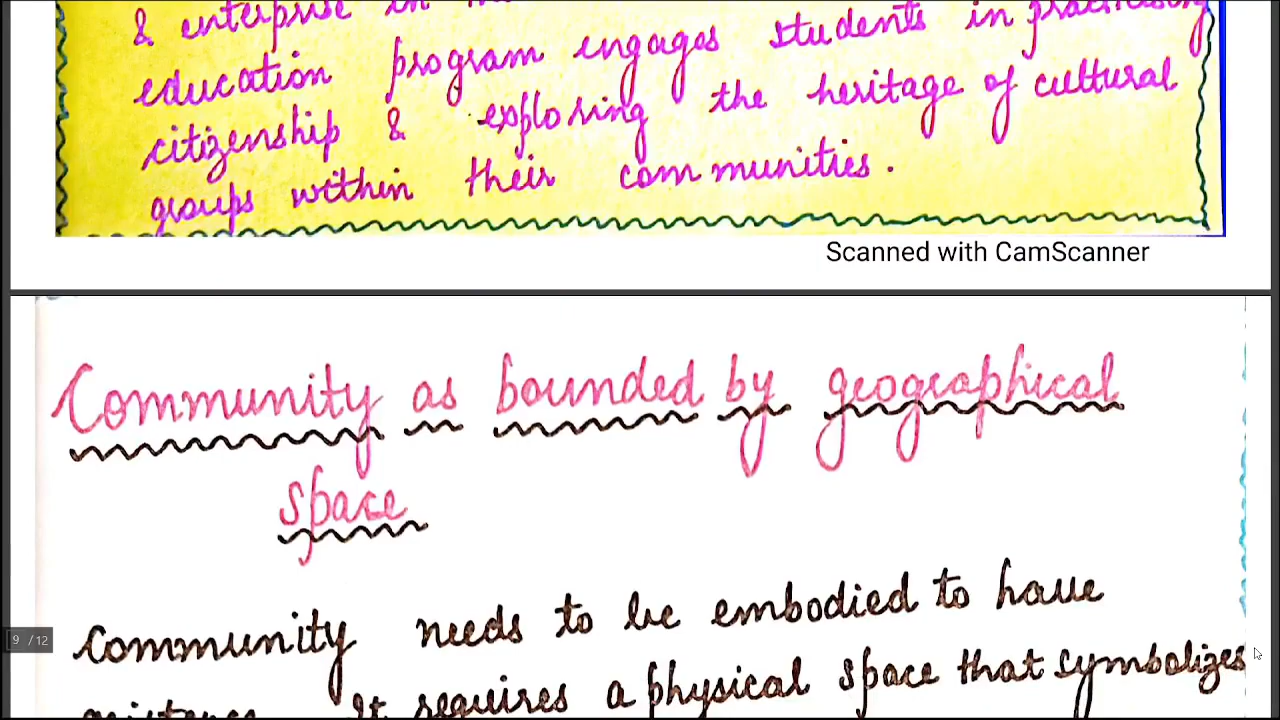 & enterprise in
education program engages students in practicising
citizenship & exploring the heritage of cultural
groups within their communities.
Scanned with CamScanner
Community as bounded by geographical
space
Community needs to be embodied to have
existence. It requires a physical space that symbolizes
9 / 12